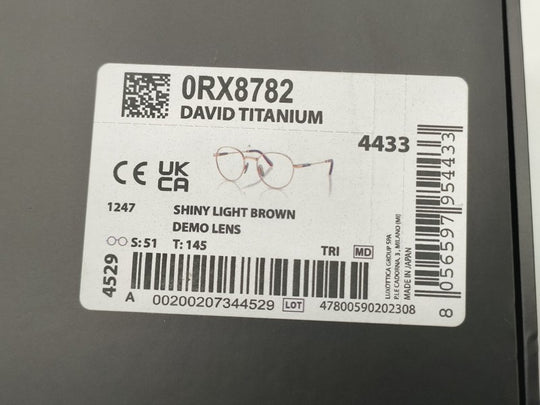 0RX8782
DAVID TITANIUM
4433
CE UK CA
1247 SHINY LIGHT BROWN
DEMO LENS
S: 51 T: 145
TRI MD
4529
A 00200207344529 LOT 47800590202308
LUXOTTICA GROUP SPA
P.LE CADORNA, 3, MILANO (MI)
MADE IN JAPAN
8 056597 954433